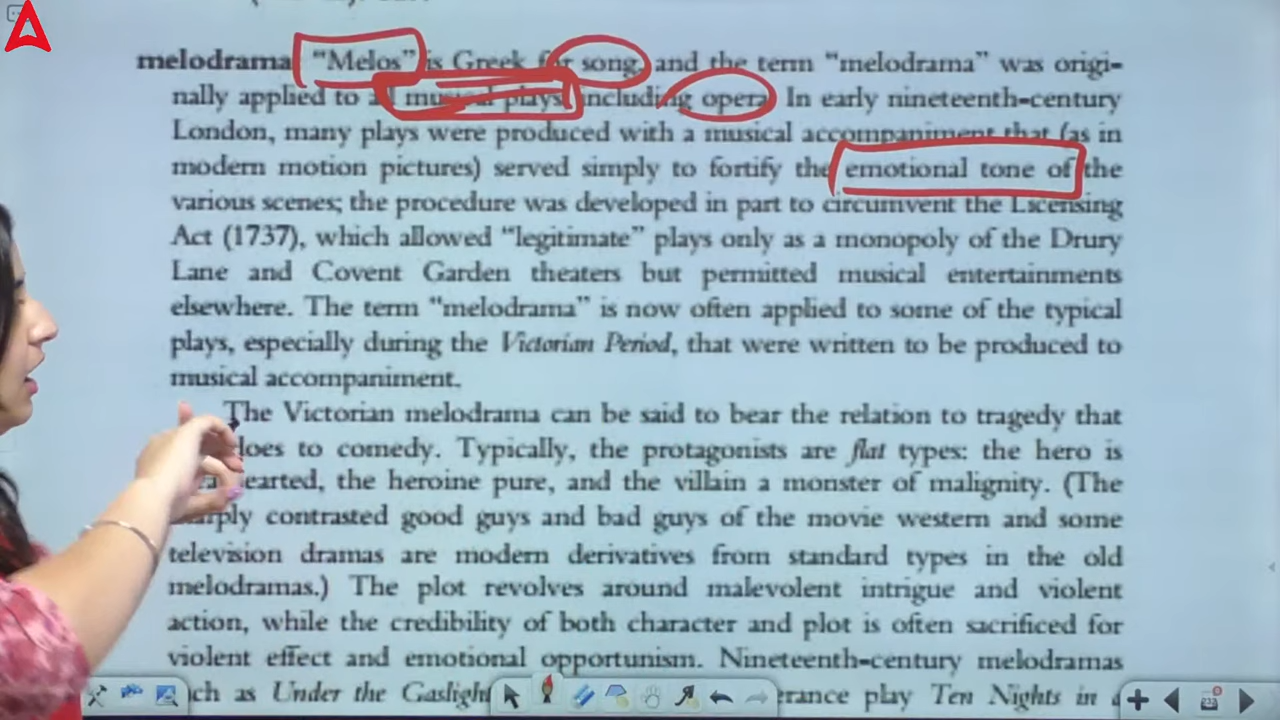 melodrama: "Melos" is Greek for song, and the term "melodrama" was origi-
nally applied to all musical plays, including opera. In early nineteenth-century
London, many plays were produced with a musical accompaniment that (as in
modern motion pictures) served simply to fortify the emotional tone of the
various scenes; the procedure was developed in part to circumvent the Licensing
Act (1737), which allowed "legitimate" plays only as a monopoly of the Drury
Lane and Covent Garden theaters but permitted musical entertainments
elsewhere. The term "melodrama" is now often applied to some of the typical
plays, especially during the Victorian Period, that were written to be produced to
musical accompaniment.
The Victorian melodrama can be said to bear the relation to tragedy that
does to comedy. Typically, the protagonists are flat types: the hero is
hearted, the heroine pure, and the villain a monster of malignity. (The
sharply contrasted good guys and bad guys of the movie western and some
television dramas are modern derivatives from standard types in the old
melodramas.) The plot revolves around malevolent intrigue and violent
action, while the credibility of both character and plot is often sacrificed for
violent effect and emotional opportunism. Nineteenth-century melodramas
such as Under the Gaslight play Ten Nights in a